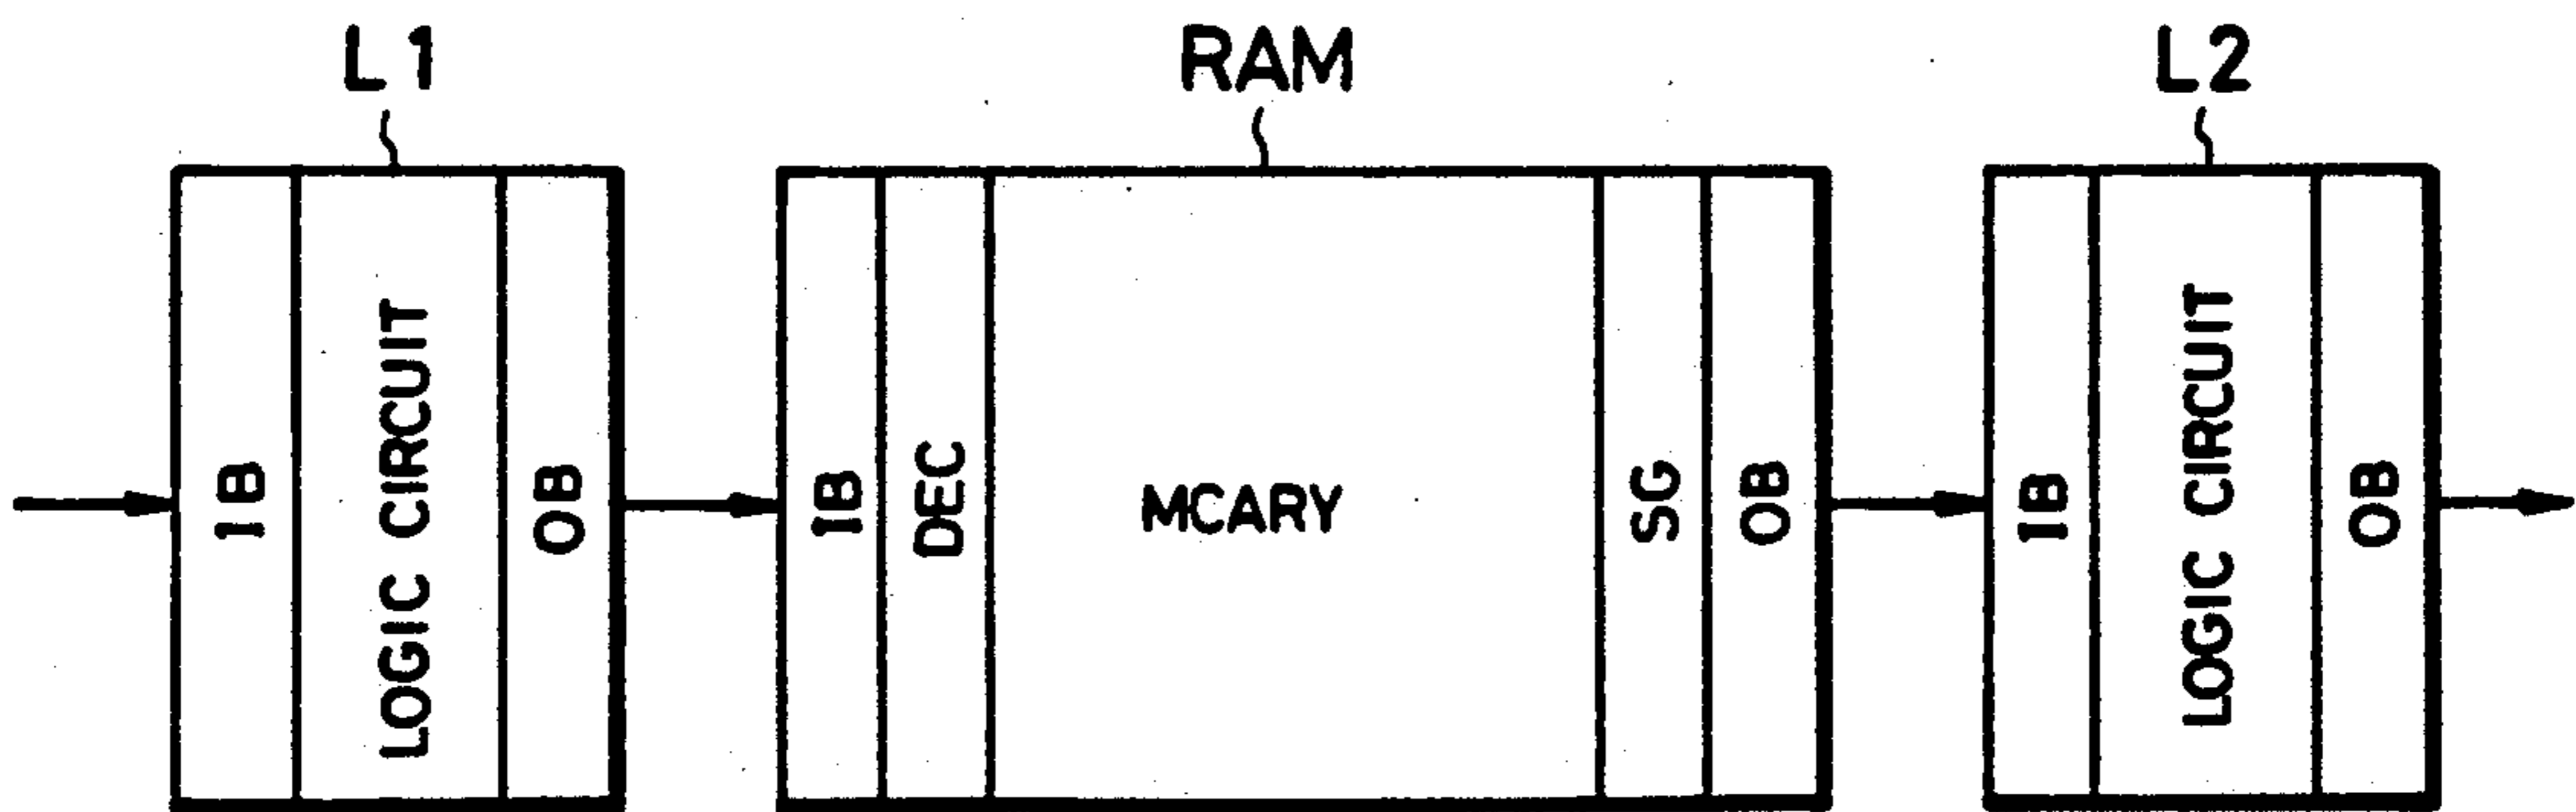 L1
RAM
L2
IB
LOGIC CIRCUIT
OB
IB
DEC
MCARY
SG
OB
IB
LOGIC CIRCUIT
OB